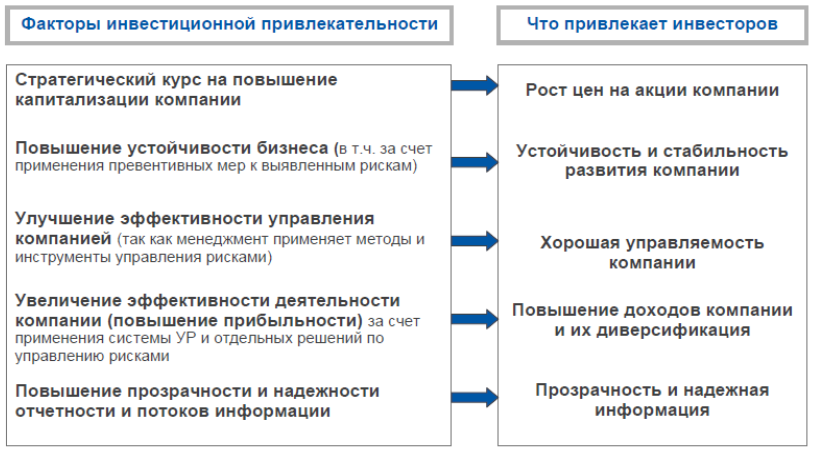 Факторы инвестиционной привлекательности
Что привлекает инвесторов
Стратегический курс на повышение
капитализации компании
Рост цен на акции компании
Повышение устойчивости бизнеса (в т.ч. за счет
применения превентивных мер к выявленным рискам)
Устойчивость и стабильность
развития компании
Улучшение эффективности управления
компанией (так как менеджмент применяет методы и
инструменты управления рисками)
Хорошая управляемость
компании
Увеличение эффективности деятельности
компании (повышение прибыльности) за счет
применения системы УР и отдельных решений по
управлению рисками
Повышение доходов компании
и их диверсификация
Повышение прозрачности и надежности
отчетности и потоков информации
Прозрачность и надежная
информация